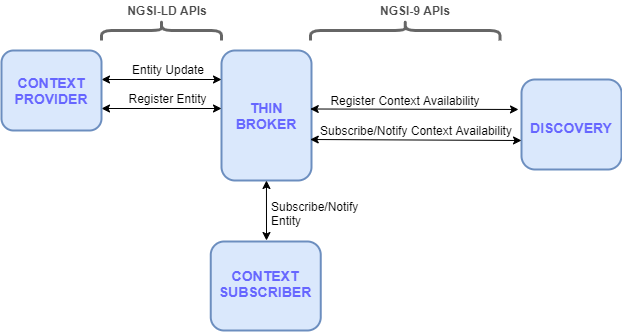 NGSI-LD APIs
NGSI-9 APIs
Entity Update
Register Entity
CONTEXT
PROVIDER
THIN
BROKER
Register Context Availability
Subscribe/Notify Context Availability
DISCOVERY
Subscribe/Notify
Entity
CONTEXT
SUBSCRIBER